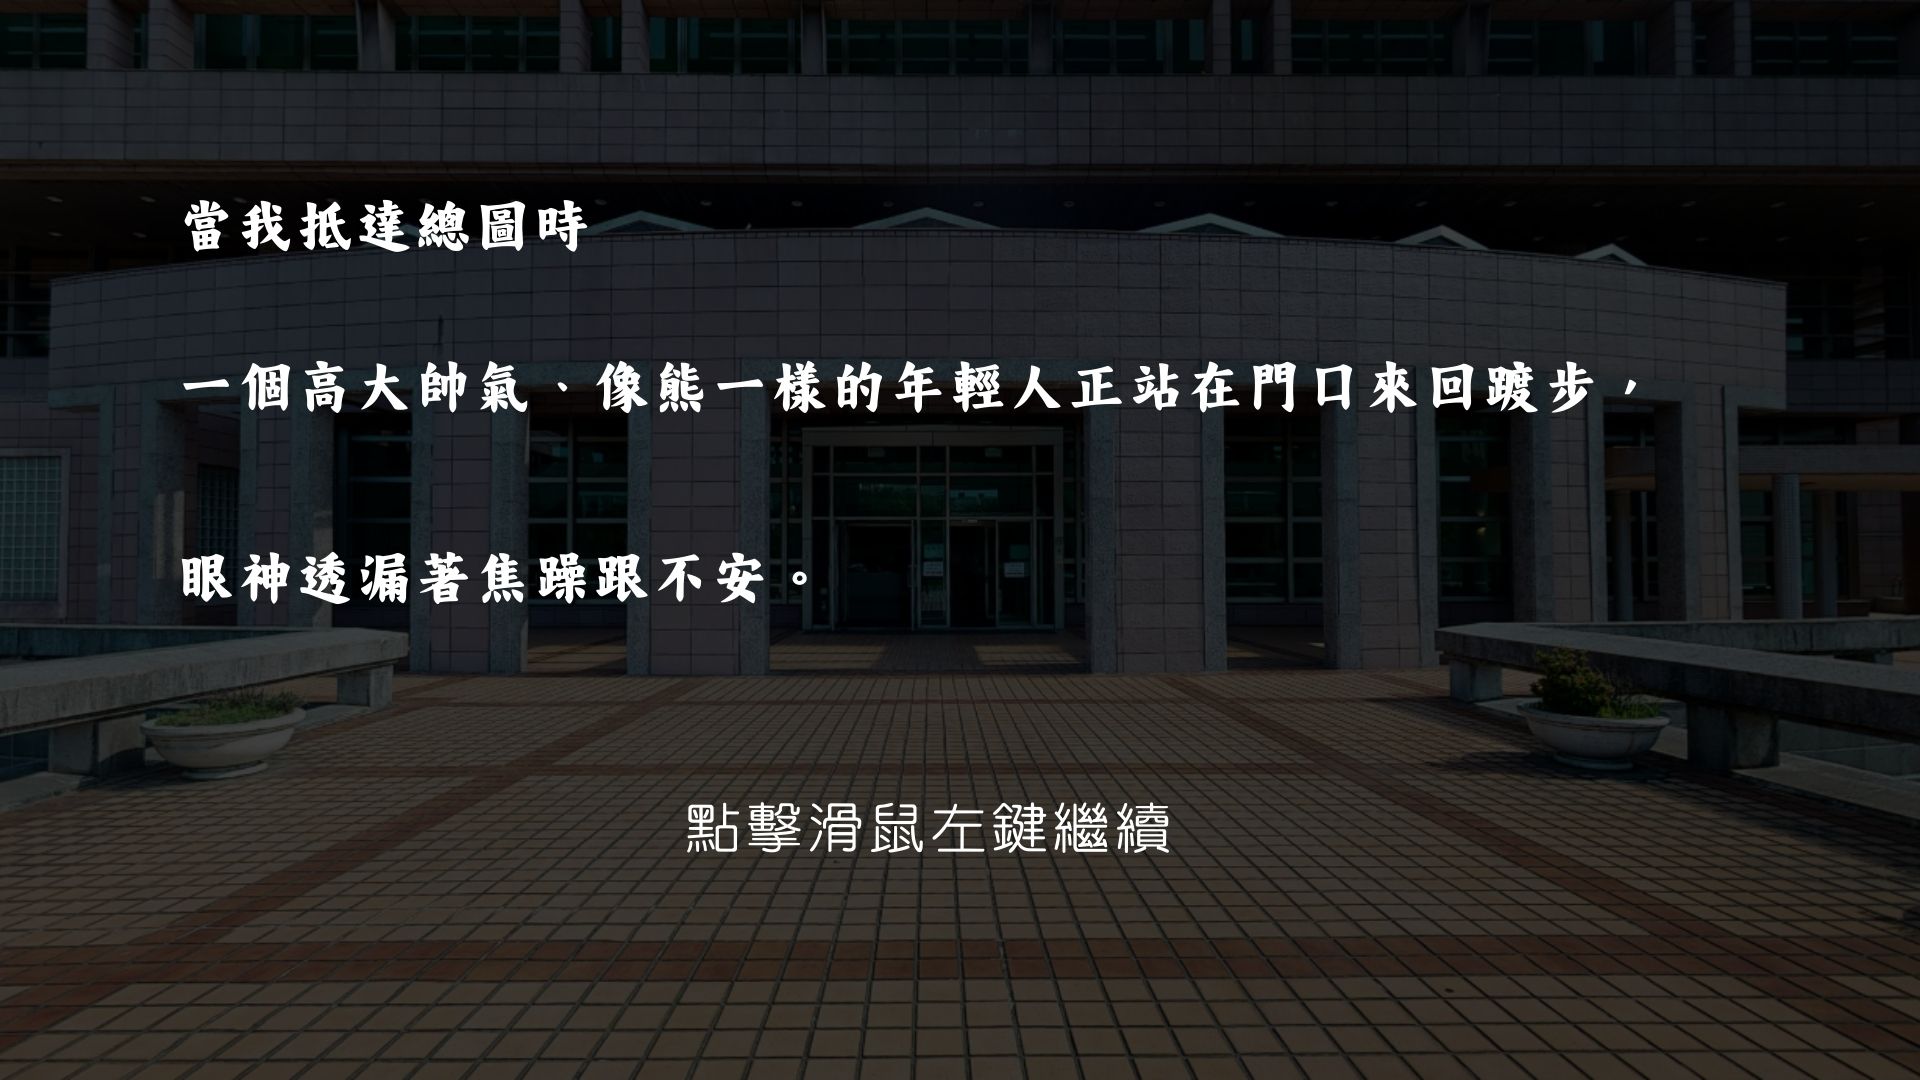 當我抵達總圖時
一個高大帥氣、像熊一樣的年輕人正站在門口來回踱步，
眼神透漏著焦躁跟不安。
點擊滑鼠左鍵繼續